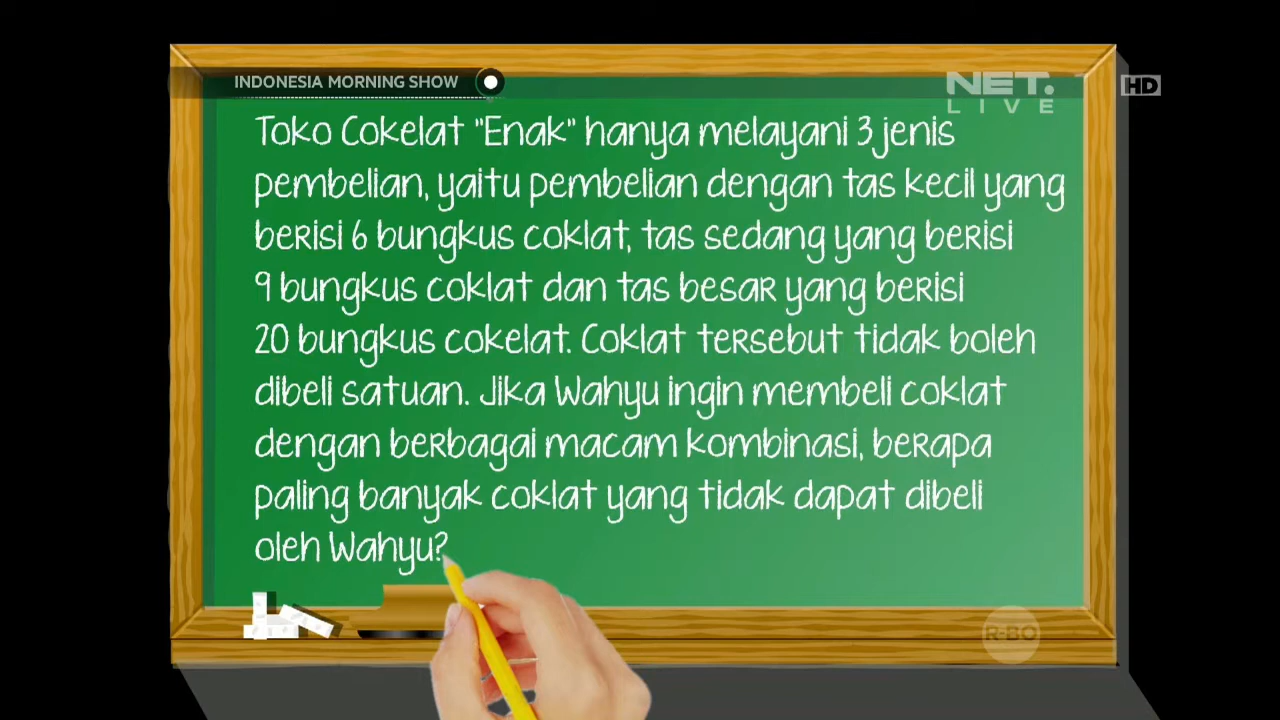 INDONESIA MORNING SHOW
NET.
LIVE
HD
Toko Cokelat "Enak" hanya melayani 3 jenis
pembelian, yaitu pembelian dengan tas kecil yang
berisi 6 bungkus coklat, tas sedang yang berisi
9 bungkus coklat dan tas besar yang berisi
20 bungkus cokelat. Coklat tersebut tidak boleh
dibeli satuan. Jika Wahyu ingin membeli coklat
dengan berbagai macam kombinasi, berapa
paling banyak coklat yang tidak dapat dibeli
oleh Wahyu?
R-BO